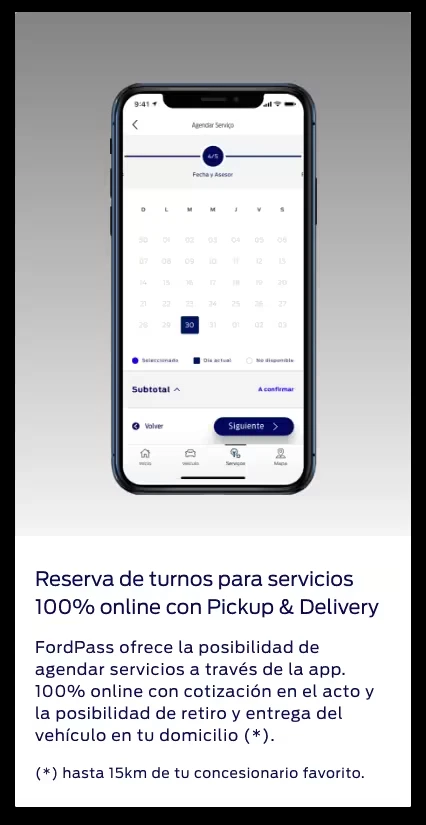 9:41
Agendar Serviço
4/5
Fecha y Asesor
D L M M J V S
30 01 02 03 04 05 06
07 08 09 10 11 12 13
14 15 16 17 18 19 20
21 22 23 24 25 26 27
28 29 30 31 01 02 03
Seleccionado Día actual No disponible
Subtotal A confirmar
Volver Siguiente
Inicio Vehículo Serviços Mapa
Reserva de turnos para servicios
100% online con Pickup & Delivery
FordPass ofrece la posibilidad de
agendar servicios a través de la app.
100% online con cotización en el acto y
la posibilidad de retiro y entrega del
vehículo en tu domicilio (*).
(*) hasta 15km de tu concesionario favorito.